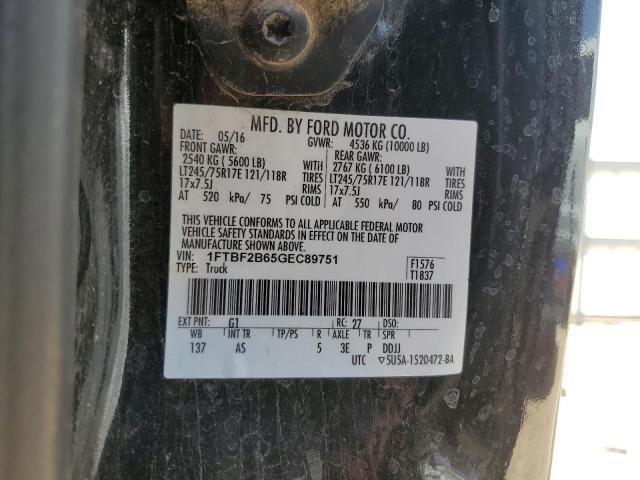 MFD. BY FORD MOTOR CO.
DATE: 05/16 GVWR: 4536 KG (10000 LB)
FRONT GAWR: REAR GAWR:
2540 KG ( 5600 LB) WITH 2767 KG ( 6100 LB) WITH
LT245/75R17E 121/118R TIRES LT245/75R17E 121/118R TIRES
17x7.5J RIMS 17x7.5J RIMS
AT 520 kPa/ 75 PSI COLD AT 550 kPa/ 80 PSI COLD
THIS VEHICLE CONFORMS TO ALL APPLICABLE FEDERAL MOTOR
VEHICLE SAFETY STANDARDS IN EFFECT ON THE DATE OF
MANUFACTURE SHOWN ABOVE.
VIN: 1FTBF2B65GEC89751 F1576
TYPE: Truck T1837
EXT PNT: G1 RC: 27 DSO:
WB INT TR TP/PS R AXLE TR SPR
137 AS 5 3E P DDJJ
UTC ▽5U5A-1520472-BA